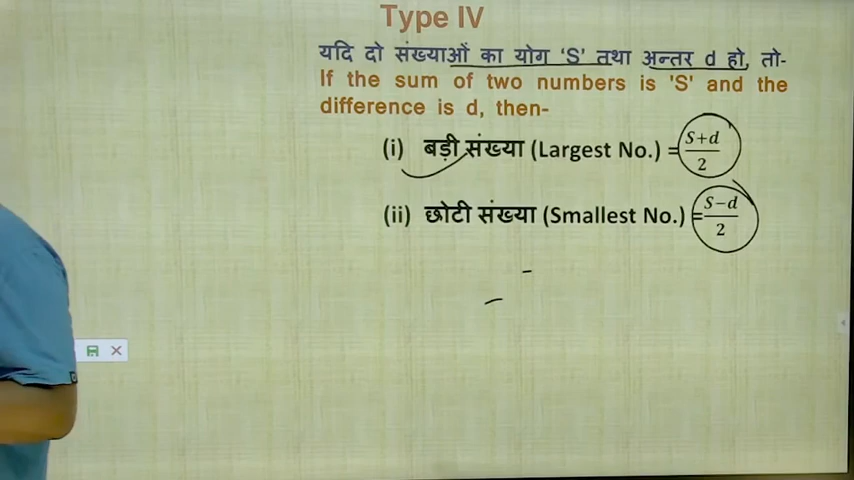 Type IV
यदि दो संख्याओं का योग ‘S’ तथा अन्तर d हो, तो-
If the sum of two numbers is 'S' and the
difference is d, then-
(i) बड़ी संख्या (Largest No.) = S+d/2
(ii) छोटी संख्या (Smallest No.) = S−d/2